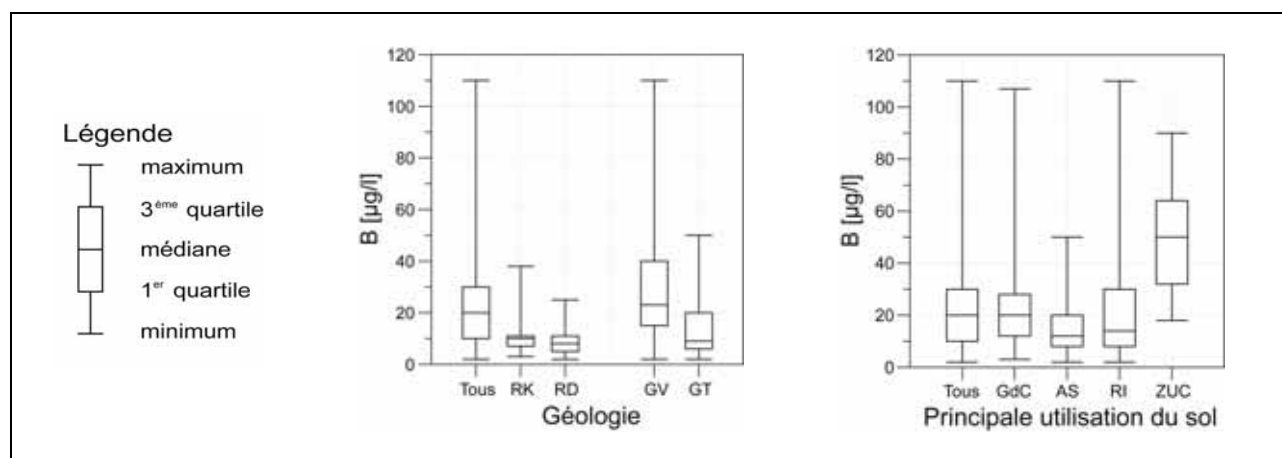 Légende
maximum
3ème quartile
médiane
1er quartile
minimum
B [µg/l]
120
100
80
60
40
20
0
Tous RK RD GV GT
Géologie
B [µg/l]
120
100
80
60
40
20
0
Tous GdC AS RI ZUC
Principale utilisation du sol